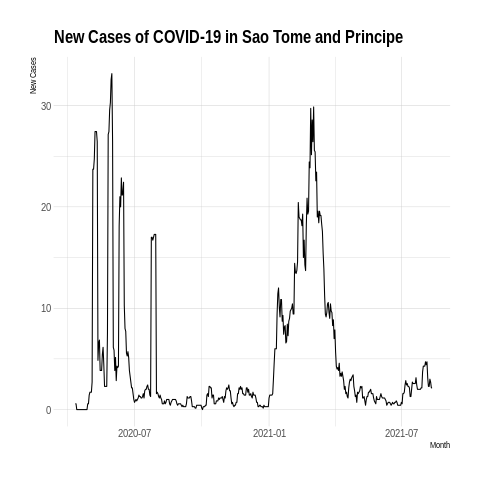 New Cases of COVID-19 in Sao Tome and Principe
New Cases
30
20
10
0
2020-07
2021-01
2021-07
Month